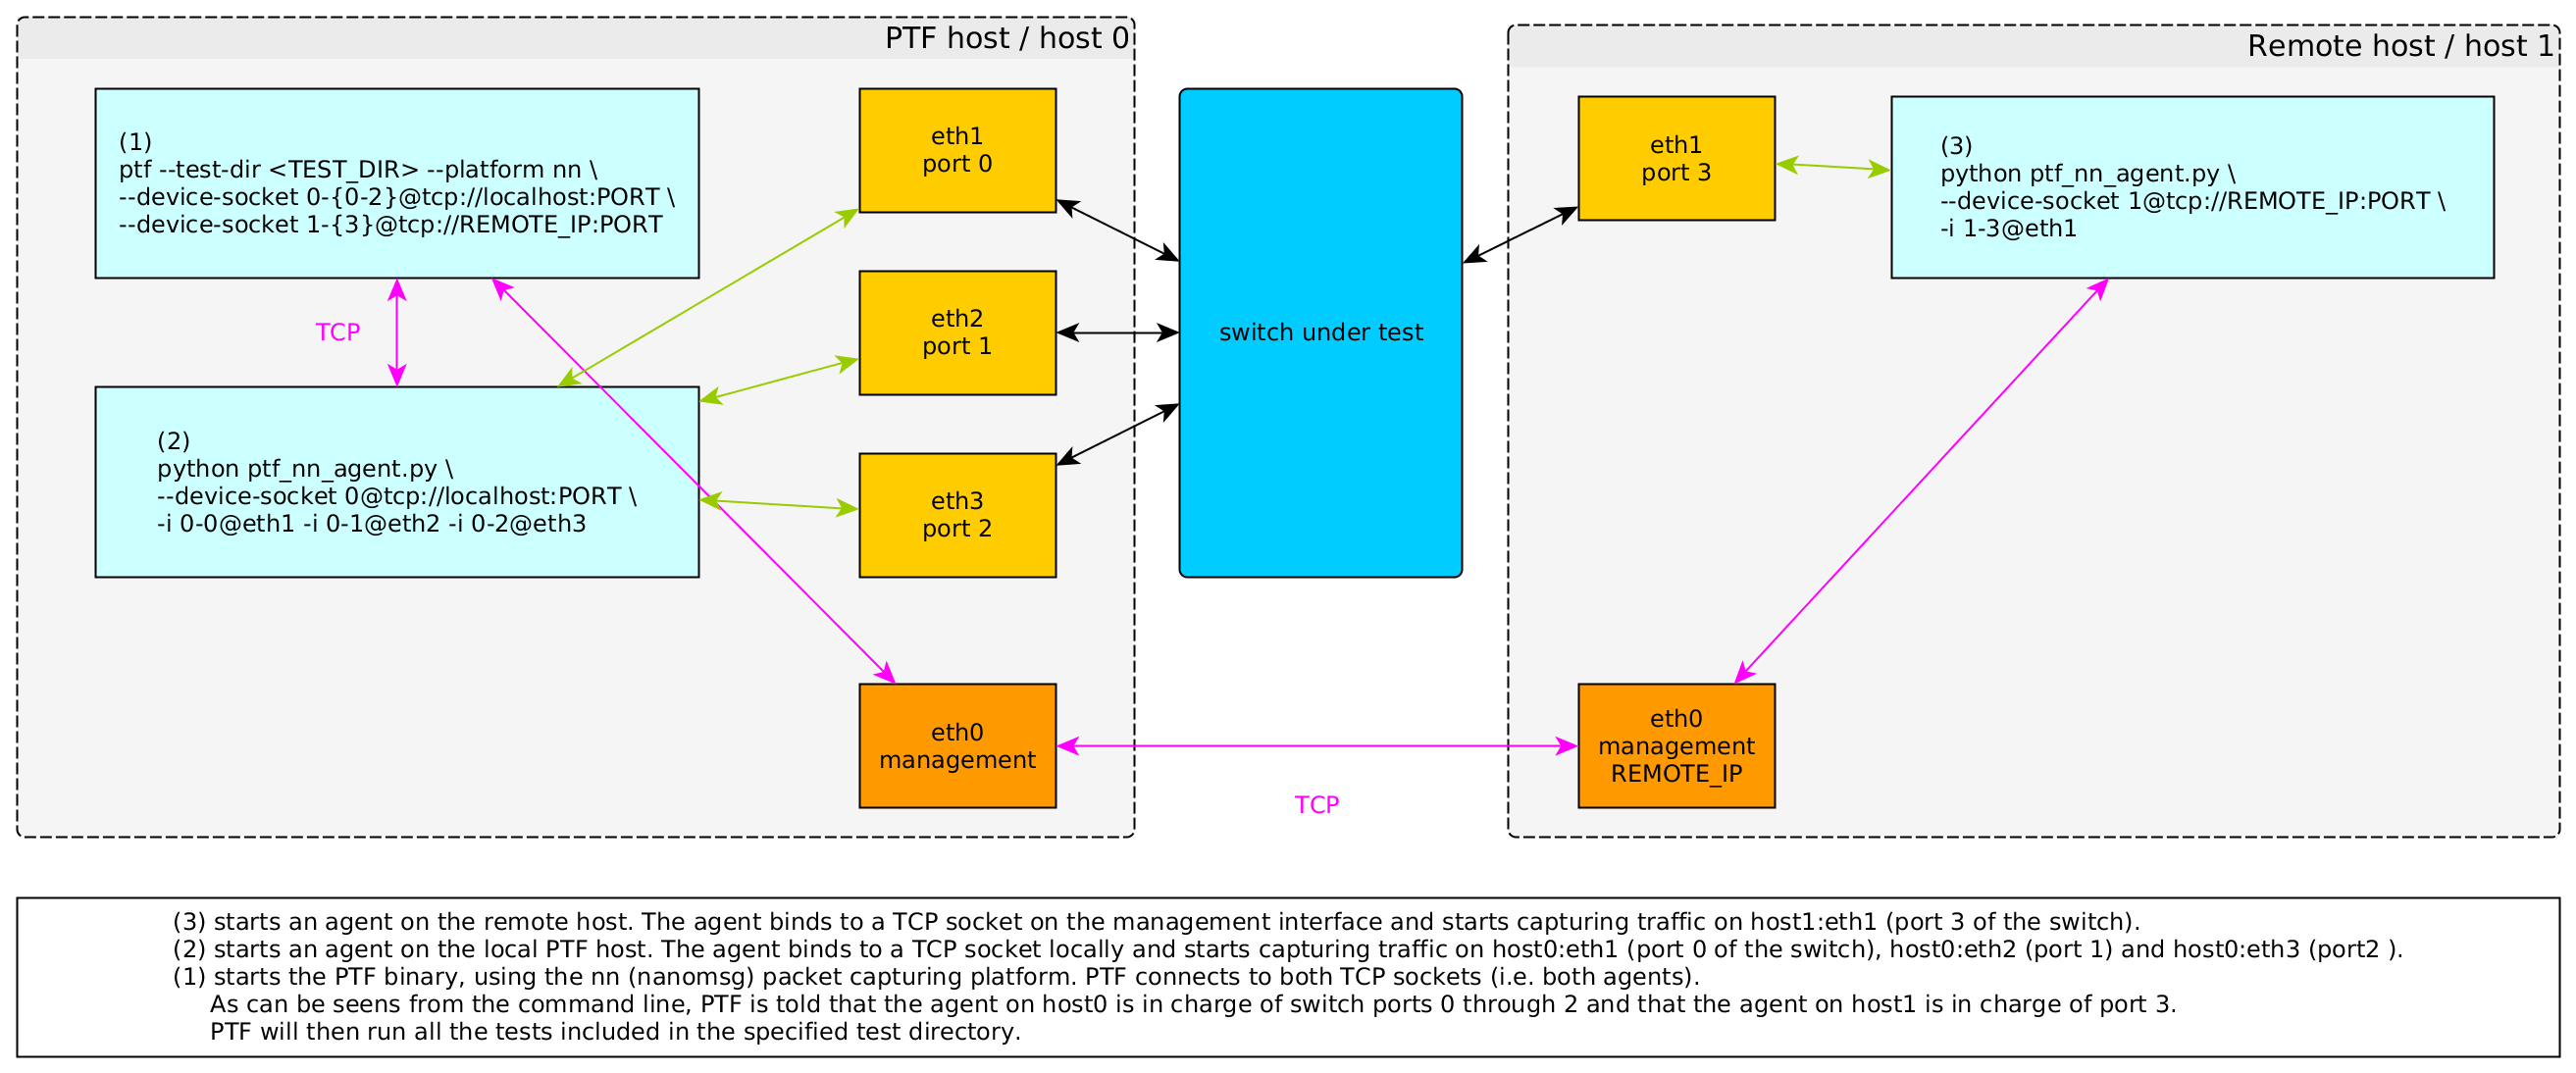 PTF host / host 0
(1)
ptf --test-dir <TEST_DIR> --platform nn \
--device-socket 0-{0-2}@tcp://localhost:PORT \
--device-socket 1-{3}@tcp://REMOTE_IP:PORT
TCP
(2)
python ptf_nn_agent.py \
--device-socket 0@tcp://localhost:PORT \
-i 0-0@eth1 -i 0-1@eth2 -i 0-2@eth3
eth1
port 0
eth2
port 1
eth3
port 2
eth0
management
switch under test
TCP
Remote host / host 1
eth1
port 3
(3)
python ptf_nn_agent.py \
--device-socket 1@tcp://REMOTE_IP:PORT \
-i 1-3@eth1
eth0
management
REMOTE_IP
(3) starts an agent on the remote host. The agent binds to a TCP socket on the management interface and starts capturing traffic on host1:eth1 (port 3 of the switch).
(2) starts an agent on the local PTF host. The agent binds to a TCP socket locally and starts capturing traffic on host0:eth1 (port 0 of the switch), host0:eth2 (port 1) and host0:eth3 (port2 ).
(1) starts the PTF binary, using the nn (nanomsg) packet capturing platform. PTF connects to both TCP sockets (i.e. both agents).
As can be seens from the command line, PTF is told that the agent on host0 is in charge of switch ports 0 through 2 and that the agent on host1 is in charge of port 3.
PTF will then run all the tests included in the specified test directory.